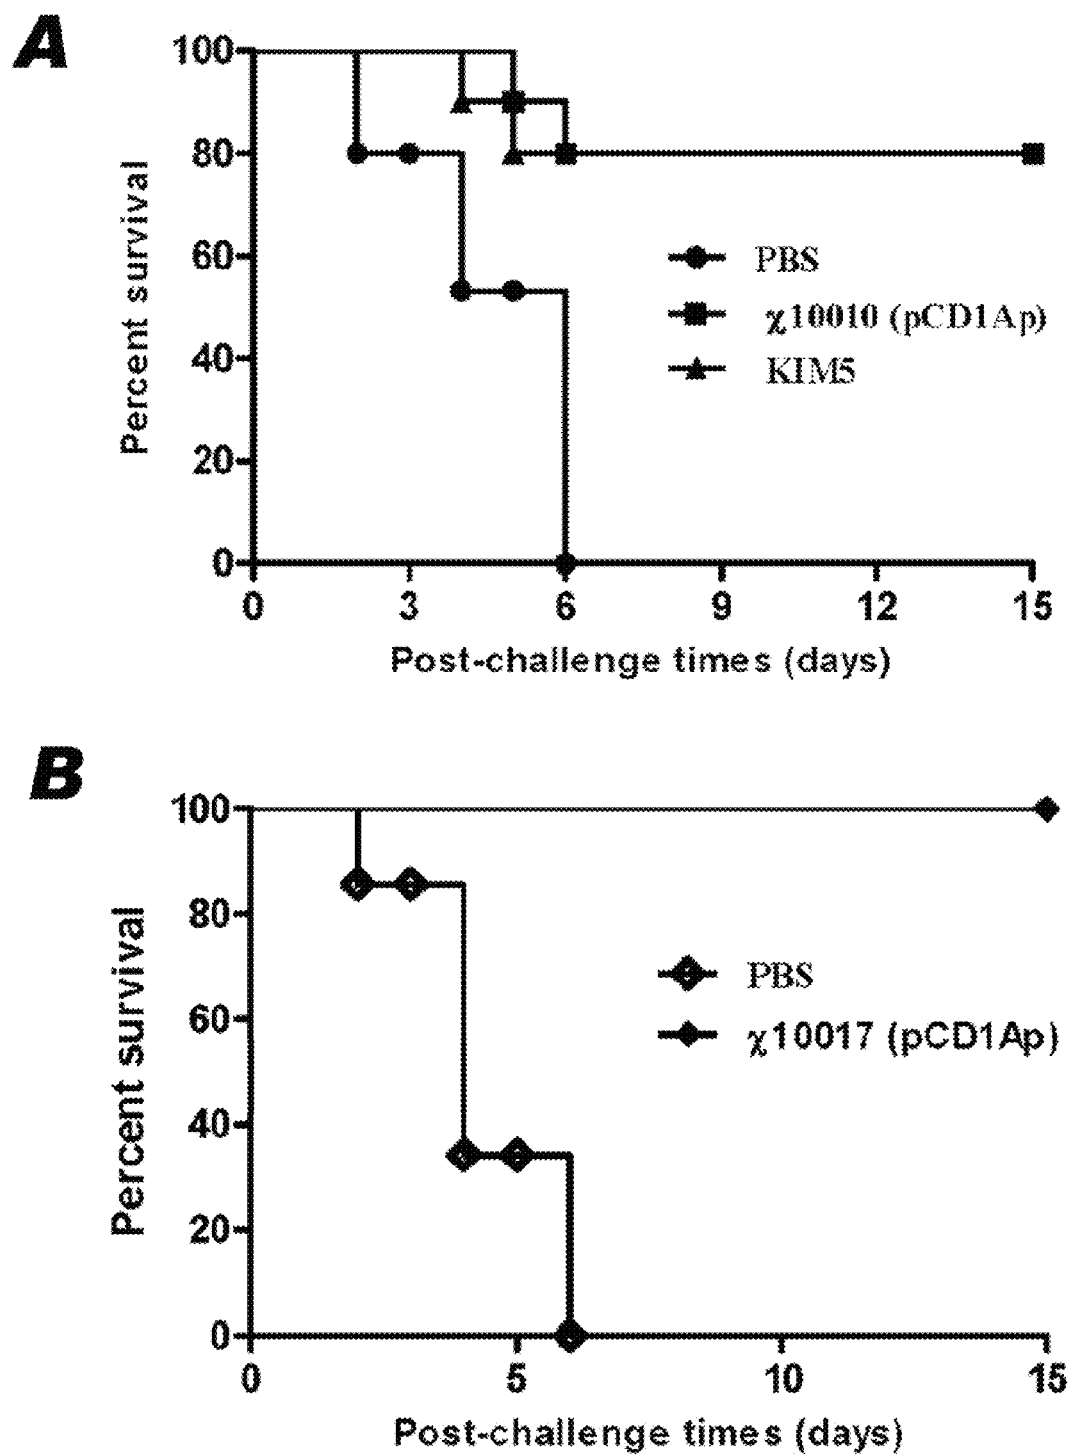 A
100
80
60
40
20
0
Percent survival
PBS
χ10010 (pCD1Ap)
KIM5
0 3 6 9 12 15
Post-challenge times (days)
B
100
80
60
40
20
0
Percent survival
PBS
χ10017 (pCD1Ap)
0 5 10 15
Post-challenge times (days)